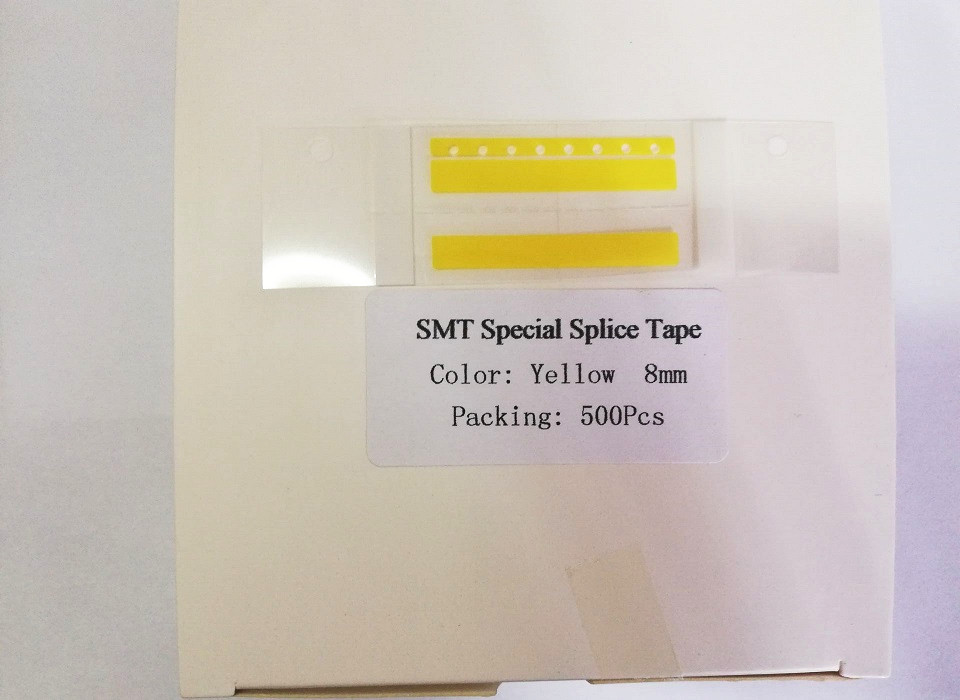 SMT Special Splice Tape
Color: Yellow 8mm
Packing: 500Pcs